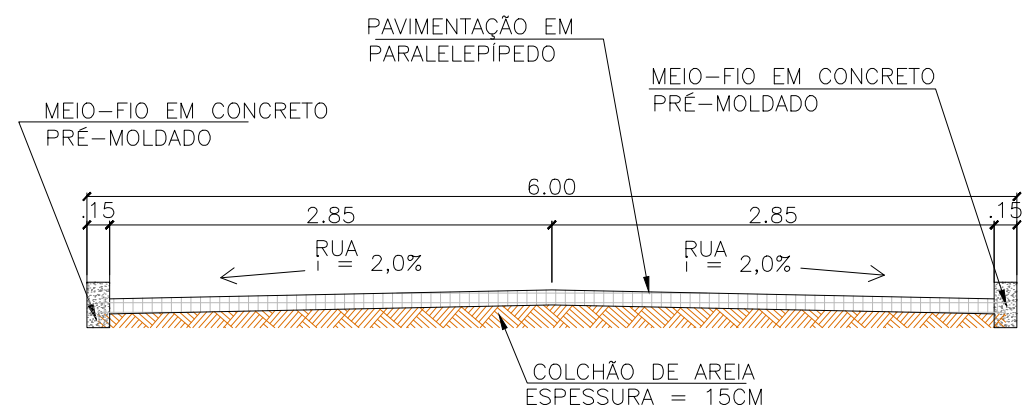 PAVIMENTAÇÃO EM
PARALELEPÍPEDO
MEIO-FIO EM CONCRETO
PRÉ-MOLDADO
MEIO-FIO EM CONCRETO
PRÉ-MOLDADO
6.00
.15
2.85
2.85
.15
RUA
i = 2,0%
RUA
i = 2,0%
COLCHÃO DE AREIA
ESPESSURA = 15CM